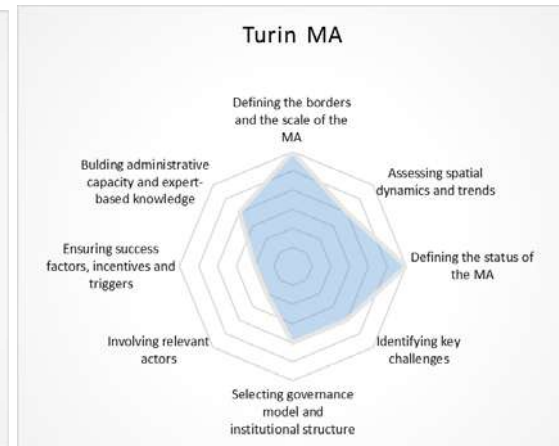 Turin MA
Defining the borders
and the scale of the
MA
Assessing spatial
dynamics and trends
Defining the status of
the MA
Identifying key
challenges
Selecting governance
model and
institutional structure
Involving relevant
actors
Ensuring success
factors, incentives and
triggers
Bulding administrative
capacity and expert-
based knowledge